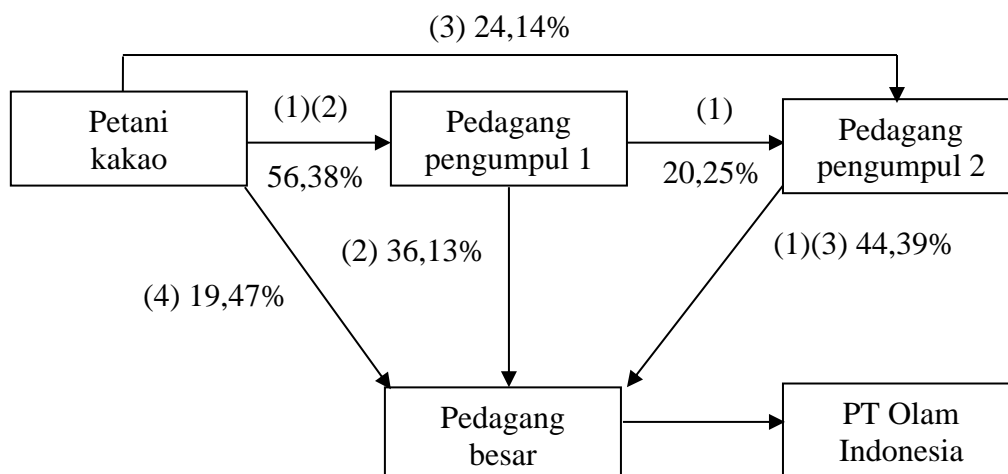 (3) 24,14%
Petani
kakao
(1)(2)
56,38%
Pedagang
pengumpul 1
(1)
20,25%
Pedagang
pengumpul 2
(4) 19,47%
(2) 36,13%
(1)(3) 44,39%
Pedagang
besar
PT Olam
Indonesia